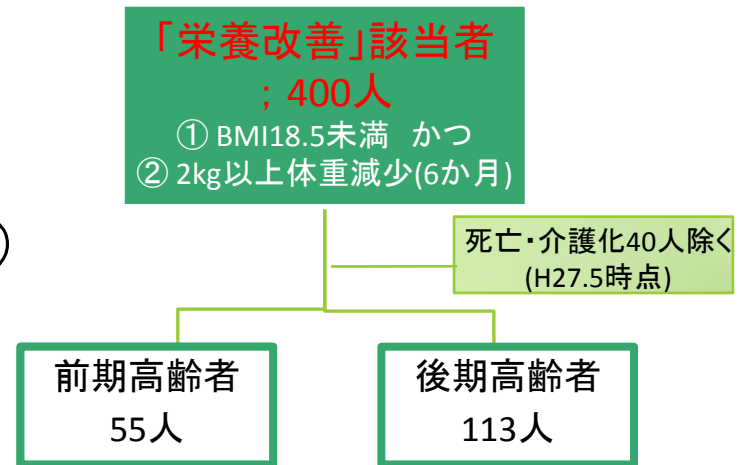 「栄養改善」該当者
；400人
① BMI18.5未満　かつ
② 2kg以上体重減少(6か月)
死亡・介護化40人除く
(H27.5時点)
前期高齢者
55人
後期高齢者
113人